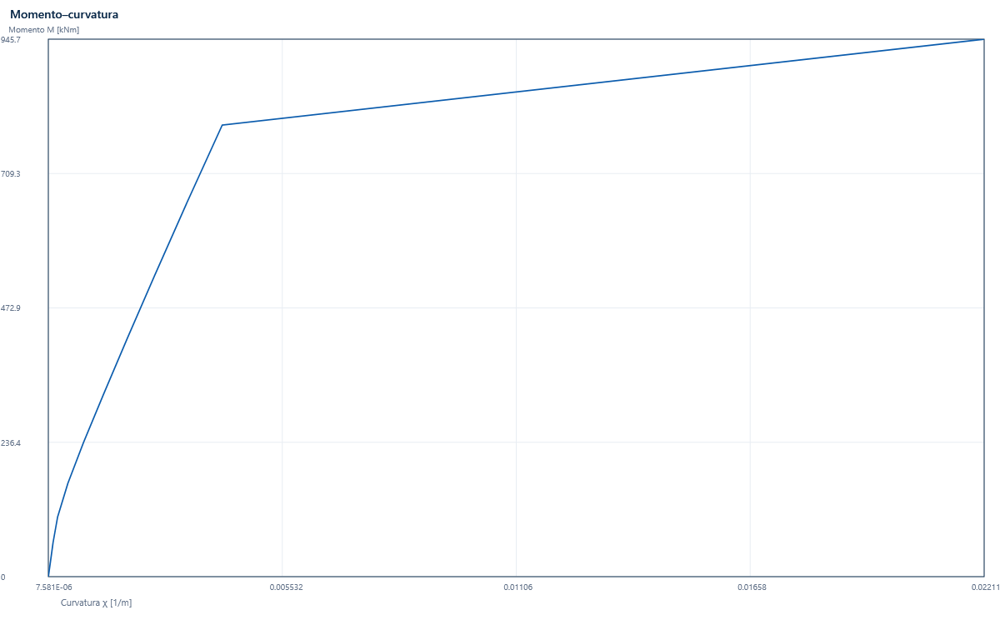 Momento–curvatura
Momento M [kNm]
945.7
709.3
472.9
236.4
0
7.581E-06 0.005532 0.01106 0.01658 0.02211
Curvatura χ [1/m]